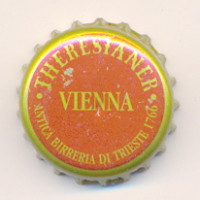 THERESIANER
VIENNA
ANTICA BIRRERIA DI TRIESTE 1766